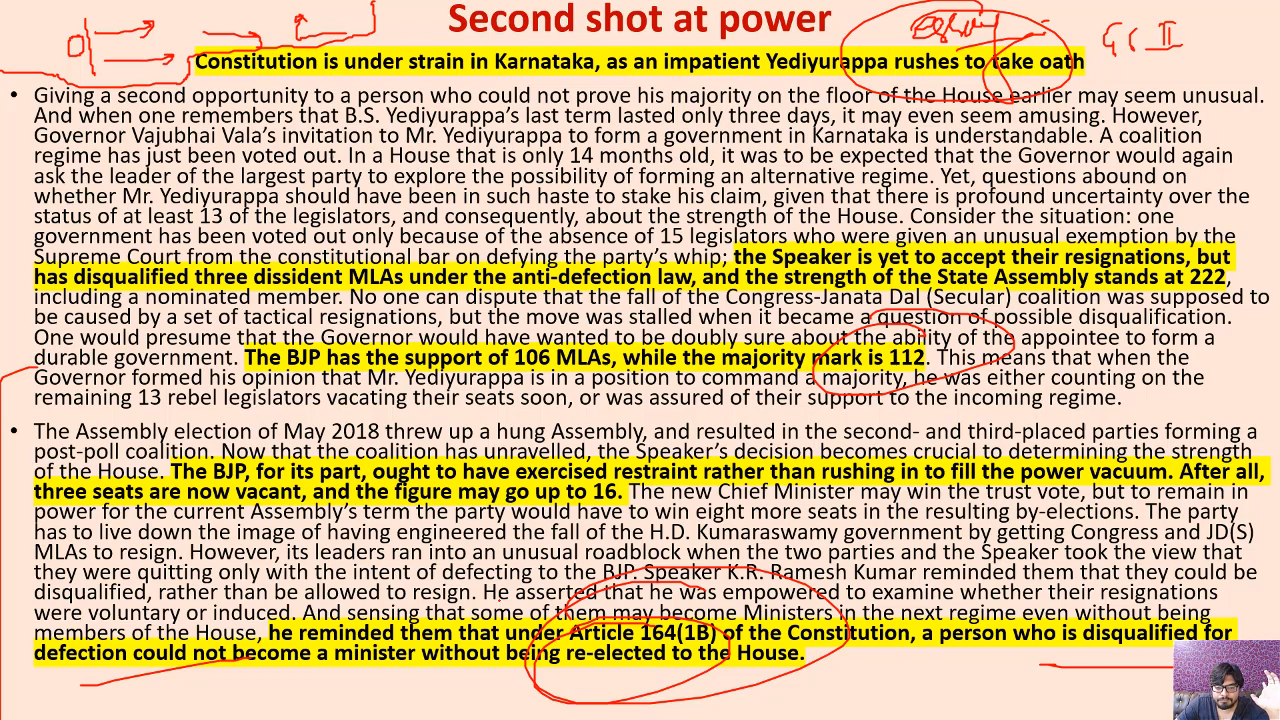 Second shot at power
GS II
Constitution is under strain in Karnataka, as an impatient Yediyurappa rushes to take oath
• Giving a second opportunity to a person who could not prove his majority on the floor of the House earlier may seem unusual.
And when one remembers that B.S. Yediyurappa's last term lasted only three days, it may even seem amusing. However,
Governor Vajubhai Vala's invitation to Mr. Yediyurappa to form a government in Karnataka is understandable. A coalition
regime has just been voted out. In a House that is only 14 months old, it was to be expected that the Governor would again
ask the leader of the largest party to explore the possibility of forming an alternative regime. Yet, questions abound on
whether Mr. Yediyurappa should have been in such haste to stake his claim, given that there is profound uncertainty over the
status of at least 13 of the legislators, and consequently, about the strength of the House. Consider the situation: one
government has been voted out only because of the absence of 15 legislators who were given an unusual exemption by the
Supreme Court from the constitutional bar on defying the party's whip; the Speaker is yet to accept their resignations, but
has disqualified three dissident MLAs under the anti-defection law, and the strength of the State Assembly stands at 222,
including a nominated member. No one can dispute that the fall of the Congress-Janata Dal (Secular) coalition was supposed to
be caused by a set of tactical resignations, but the move was stalled when it became a question of possible disqualification.
One would presume that the Governor would have wanted to be doubly sure about the ability of the appointee to form a
durable government. The BJP has the support of 106 MLAs, while the majority mark is 112. This means that when the
Governor formed his opinion that Mr. Yediyurappa is in a position to command a majority, he was either counting on the
remaining 13 rebel legislators vacating their seats soon, or was assured of their support to the incoming regime.
• The Assembly election of May 2018 threw up a hung Assembly, and resulted in the second- and third-placed parties forming a
post-poll coalition. Now that the coalition has unravelled, the Speaker's decision becomes crucial to determining the strength
of the House. The BJP, for its part, ought to have exercised restraint rather than rushing in to fill the power vacuum. After all,
three seats are now vacant, and the figure may go up to 16. The new Chief Minister may win the trust vote, but to remain in
power for the current Assembly's term the party would have to win eight more seats in the resulting by-elections. The party
has to live down the image of having engineered the fall of the H.D. Kumaraswamy government by getting Congress and JD(S)
MLAs to resign. However, its leaders ran into an unusual roadblock when the two parties and the Speaker took the view that
they were quitting only with the intent of defecting to the BJP. Speaker K.R. Ramesh Kumar reminded them that they could be
disqualified, rather than be allowed to resign. He asserted that he was empowered to examine whether their resignations
were voluntary or induced. And sensing that some of them may become Ministers in the next regime even without being
members of the House, he reminded them that under Article 164(1B) of the Constitution, a person who is disqualified for
defection could not become a minister without being re-elected to the House.